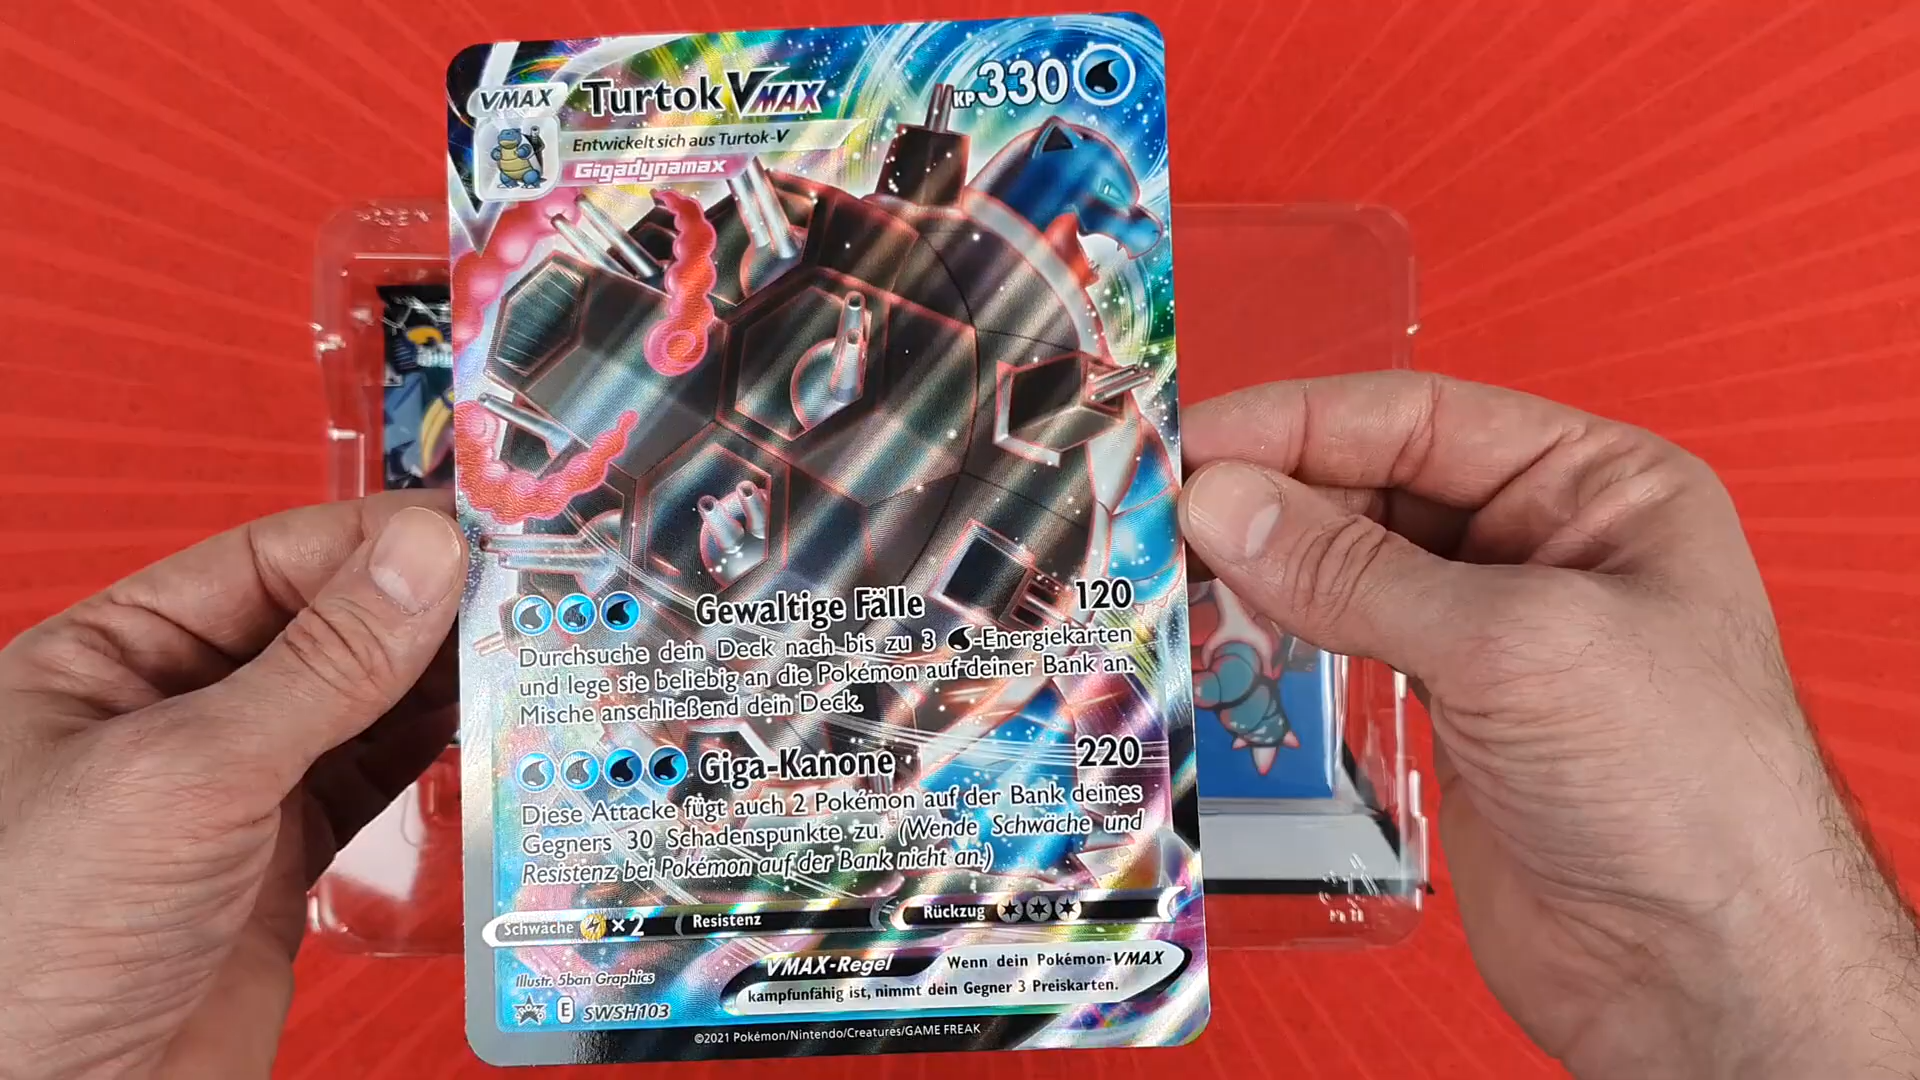 VMAX Turtok VMAX KP 330
Entwickelt sich aus Turtok-V
Gigadynamax
Gewaltige Fälle 120
Durchsuche dein Deck nach bis zu 3 -Energiekarten
und lege sie beliebig an die Pokémon auf deiner Bank an.
Mische anschließend dein Deck.
Giga-Kanone 220
Diese Attacke fügt auch 2 Pokémon auf der Bank deines
Gegners 30 Schadenspunkte zu. (Wende Schwäche und
Resistenz bei Pokémon auf der Bank nicht an.)
Schwäche ×2 Resistenz Rückzug
VMAX-Regel Wenn dein Pokémon-VMAX
kampfunfähig ist, nimmt dein Gegner 3 Preiskarten.
Illustr. 5ban Graphics
E SWSH103
©2021 Pokémon/Nintendo/Creatures/GAME FREAK